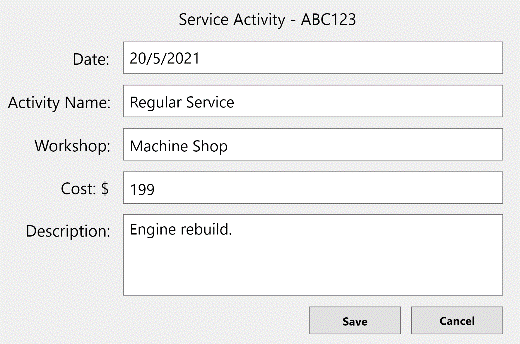 Service Activity - ABC123
Date: 20/5/2021
Activity Name: Regular Service
Workshop: Machine Shop
Cost: $ 199
Description: Engine rebuild.
Save Cancel